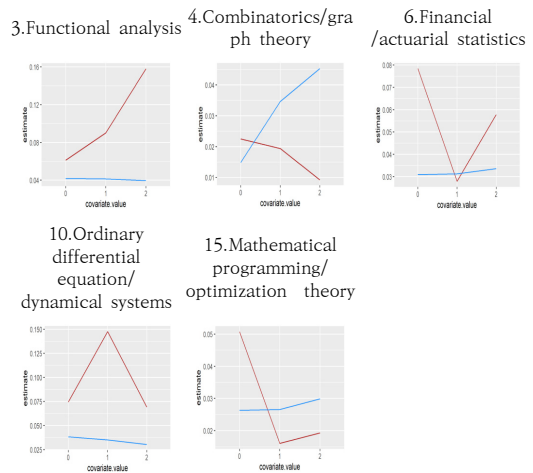 3.Functional analysis
4.Combinatorics/gra
ph theory
6.Financial
/actuarial statistics
0.16
0.12
0.08
0.04
estimate
0
1
2
covariate.value
0.04
0.03
0.02
0.01
estimate
0
1
2
covariate.value
0.08
0.07
0.06
0.05
0.04
0.03
estimate
0
1
2
covariate.value
10.Ordinary
differential
equation/
dynamical systems
15.Mathematical
programming/
optimization theory
0.150
0.125
0.100
0.075
0.050
0.025
estimate
0
1
2
covariate.value
0.05
0.04
0.03
0.02
estimate
0
1
2
covariate.value